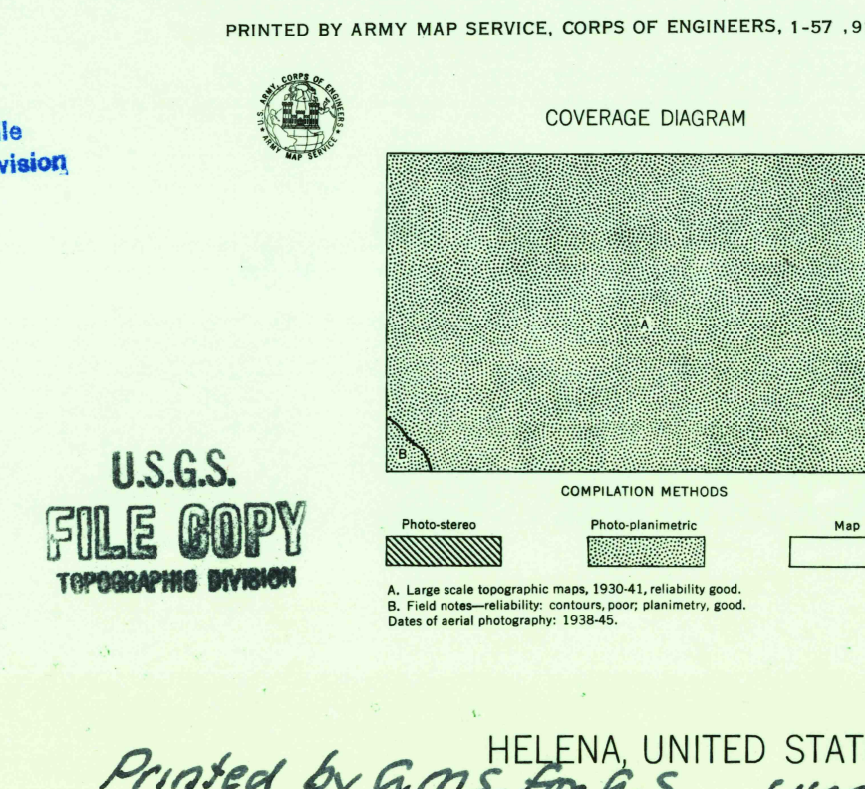 PRINTED BY ARMY MAP SERVICE, CORPS OF ENGINEERS, 1-57 ,9
U.S. ARMY, CORPS OF ENGINEERS
ARMY MAP SERVICE
COVERAGE DIAGRAM
le
vision
A
B
U.S.G.S.
FILE COPY
TOPOGRAPHIC DIVISION
COMPILATION METHODS
Photo-stereo Photo-planimetric Map
A. Large scale topographic maps, 1930-41, reliability good.
B. Field notes—reliability: contours, poor; planimetry, good.
Dates of aerial photography: 1938-45.
HELENA, UNITED STAT
Printed by AMS for G.S.